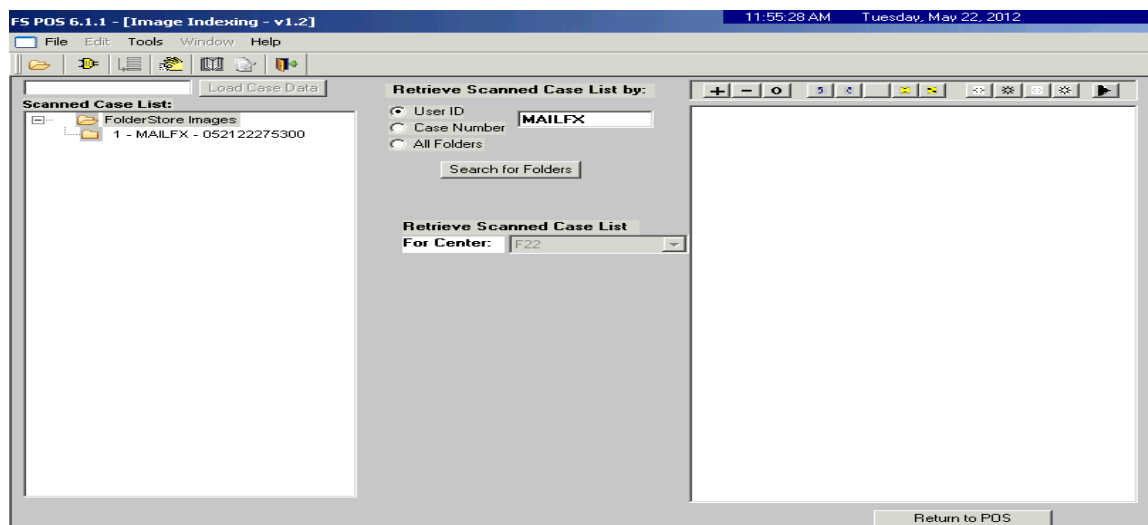 FS POS 6.1.1 - [Image Indexing - v1.2]
11:55:28 AM Tuesday, May 22, 2012
File Edit Tools Window Help
Load Case Data
Scanned Case List:
FolderStore Images
1 - MAILFX - 052122275300
Retrieve Scanned Case List by:
User ID
Case Number
All Folders
MAILFX
Search for Folders
Retrieve Scanned Case List
For Center: F22
Return to POS